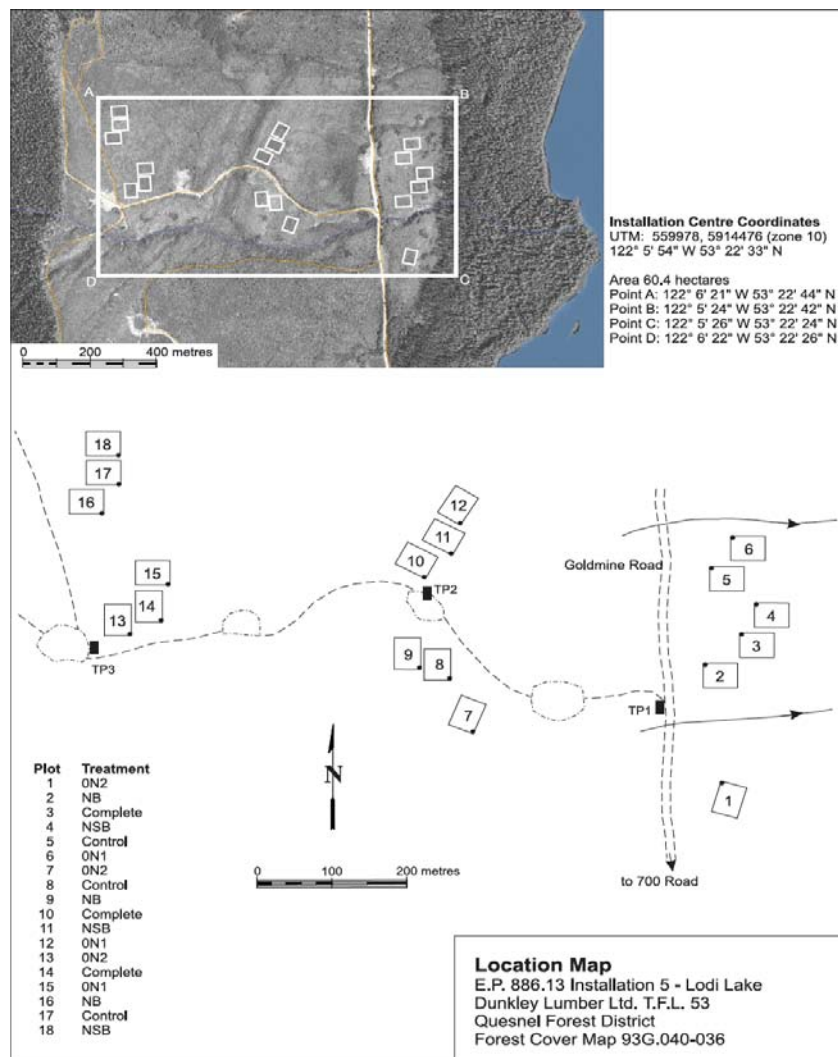 A
B
D
C
0 200 400 metres
Installation Centre Coordinates
UTM: 559978, 5914476 (zone 10)
122° 5' 54" W 53° 22' 33" N
Area 60.4 hectares
Point A: 122° 6' 21" W 53° 22' 44" N
Point B: 122° 5' 24" W 53° 22' 42" N
Point C: 122° 5' 26" W 53° 22' 24" N
Point D: 122° 6' 22" W 53° 22' 26" N
18
17
16
15
14
13
TP3
12
11
10
TP2
9
8
7
Goldmine Road
6
5
4
3
2
TP1
1
to 700 Road
N
0 100 200 metres
Plot Treatment
1 0N2
2 NB
3 Complete
4 NSB
5 Control
6 0N1
7 0N2
8 Control
9 NB
10 Complete
11 NSB
12 0N1
13 0N2
14 Complete
15 0N1
16 NB
17 Control
18 NSB
Location Map
E.P. 886.13 Installation 5 - Lodi Lake
Dunkley Lumber Ltd. T.F.L. 53
Quesnel Forest District
Forest Cover Map 93G.040-036